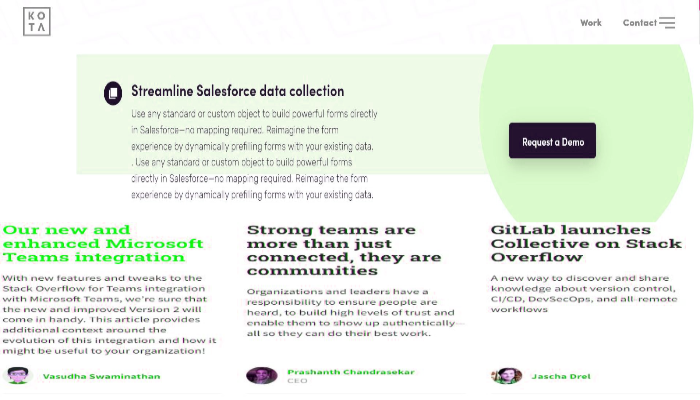 KO
TA
Work
Contact
Streamline Salesforce data collection
Use any standard or custom object to build powerful forms directly
in Salesforce—no mapping required. Reimagine the form
experience by dynamically prefilling forms with your existing data.
. Use any standard or custom object to build powerful forms
directly in Salesforce—no mapping required. Reimagine the form
experience by dynamically prefilling forms with your existing data.
Request a Demo
Our new and
enhanced Microsoft
Teams integration
With new features and tweaks to the
Stack Overflow for Teams integration
with Microsoft Teams, we're sure that
the new and improved Version 2 will
come in handy. This article provides
additional context around the
evolution of this integration and how it
might be useful to your organization!
Vasudha Swaminathan
Strong teams are
more than just
connected, they are
communities
Organizations and leaders have a
responsibility to ensure people are
heard, to build high levels of trust and
enable them to show up authentically—
all so they can do their best work.
Prashanth Chandrasekar
CEO
GitLab launches
Collective on Stack
Overflow
A new way to discover and share
knowledge about version control,
CI/CD, DevSecOps, and all-remote
workflows
Jascha Drel